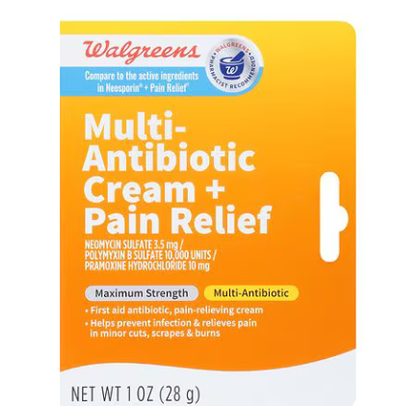 Walgreens
WALGREENS
PHARMACIST RECOMMENDED
Compare to the active ingredients
in Neosporin® + Pain Relief†
Multi-
Antibiotic
Cream +
Pain Relief
NEOMYCIN SULFATE 3.5 mg /
POLYMYXIN B SULFATE 10,000 UNITS /
PRAMOXINE HYDROCHLORIDE 10 mg
Maximum Strength Multi-Antibiotic
• First aid antibiotic, pain-relieving cream
• Helps prevent infection & relieves pain
in minor cuts, scrapes & burns
NET WT 1 OZ (28 g)